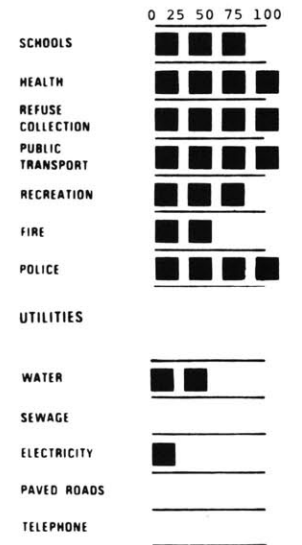 0 25 50 75 100
SCHOOLS
HEALTH
REFUSE
COLLECTION
PUBLIC
TRANSPORT
RECREATION
FIRE
POLICE
UTILITIES
WATER
SEWAGE
ELECTRICITY
PAVED ROADS
TELEPHONE